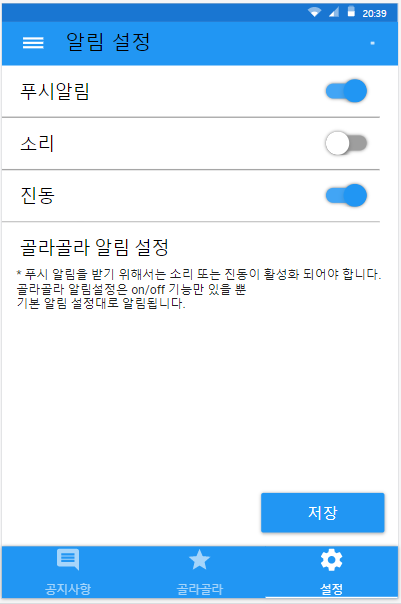 20:39
알림 설정
푸시알림
소리
진동
골라골라 알림 설정
* 푸시 알림을 받기 위해서는 소리 또는 진동이 활성화 되어야 합니다.
골라골라 알림설정은 on/off 기능만 있을 뿐
기본 알림 설정대로 알림됩니다.
저장
공지사항
골라골라
설정